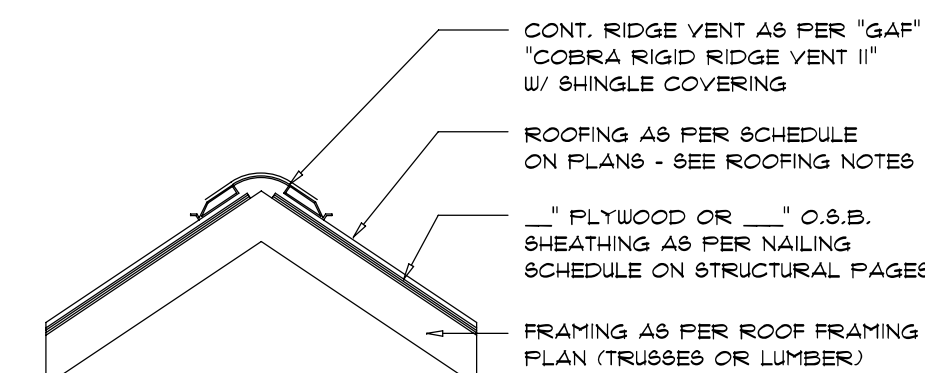 CONT. RIDGE VENT AS PER "GAF"
"COBRA RIGID RIDGE VENT II"
W/ SHINGLE COVERING
ROOFING AS PER SCHEDULE
ON PLANS - SEE ROOFING NOTES
__" PLYWOOD OR ___" O.S.B.
SHEATHING AS PER NAILING
SCHEDULE ON STRUCTURAL PAGES
FRAMING AS PER ROOF FRAMING
PLAN (TRUSSES OR LUMBER)